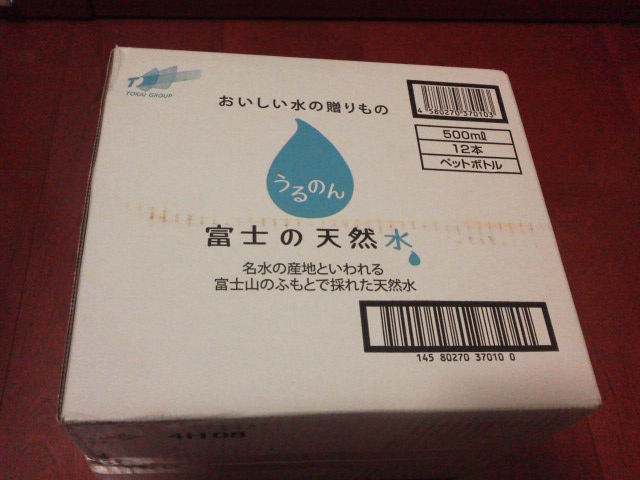 TOKAI GROUP
おいしい水の贈りもの
4 580270 370103
500mℓ
12本
ペットボトル
うるのん
富士の天然水
名水の産地といわれる
富士山のふもとで採れた天然水
145 80270 37010 0
4H08